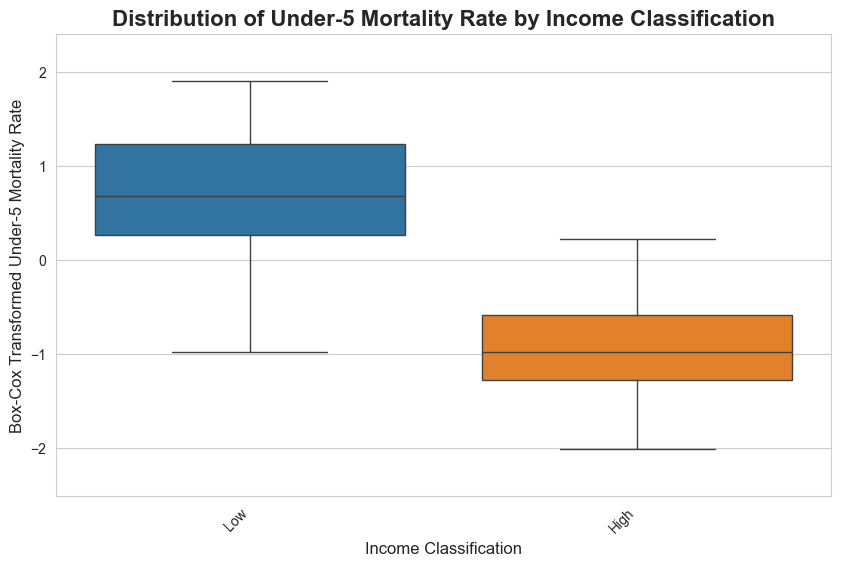 Distribution of Under-5 Mortality Rate by Income Classification
Box-Cox Transformed Under-5 Mortality Rate
2
1
0
−1
−2
Low
High
Income Classification